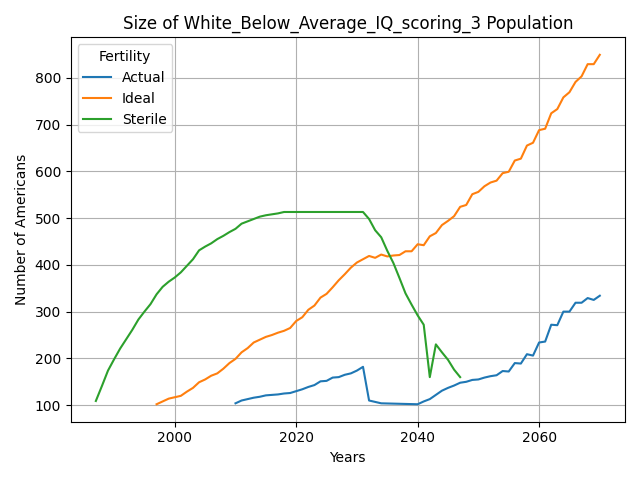 Size of White_Below_Average_IQ_scoring_3 Population
Fertility
Actual
Ideal
Sterile
Number of Americans
800
700
600
500
400
300
200
100
2000
2020
2040
2060
Years